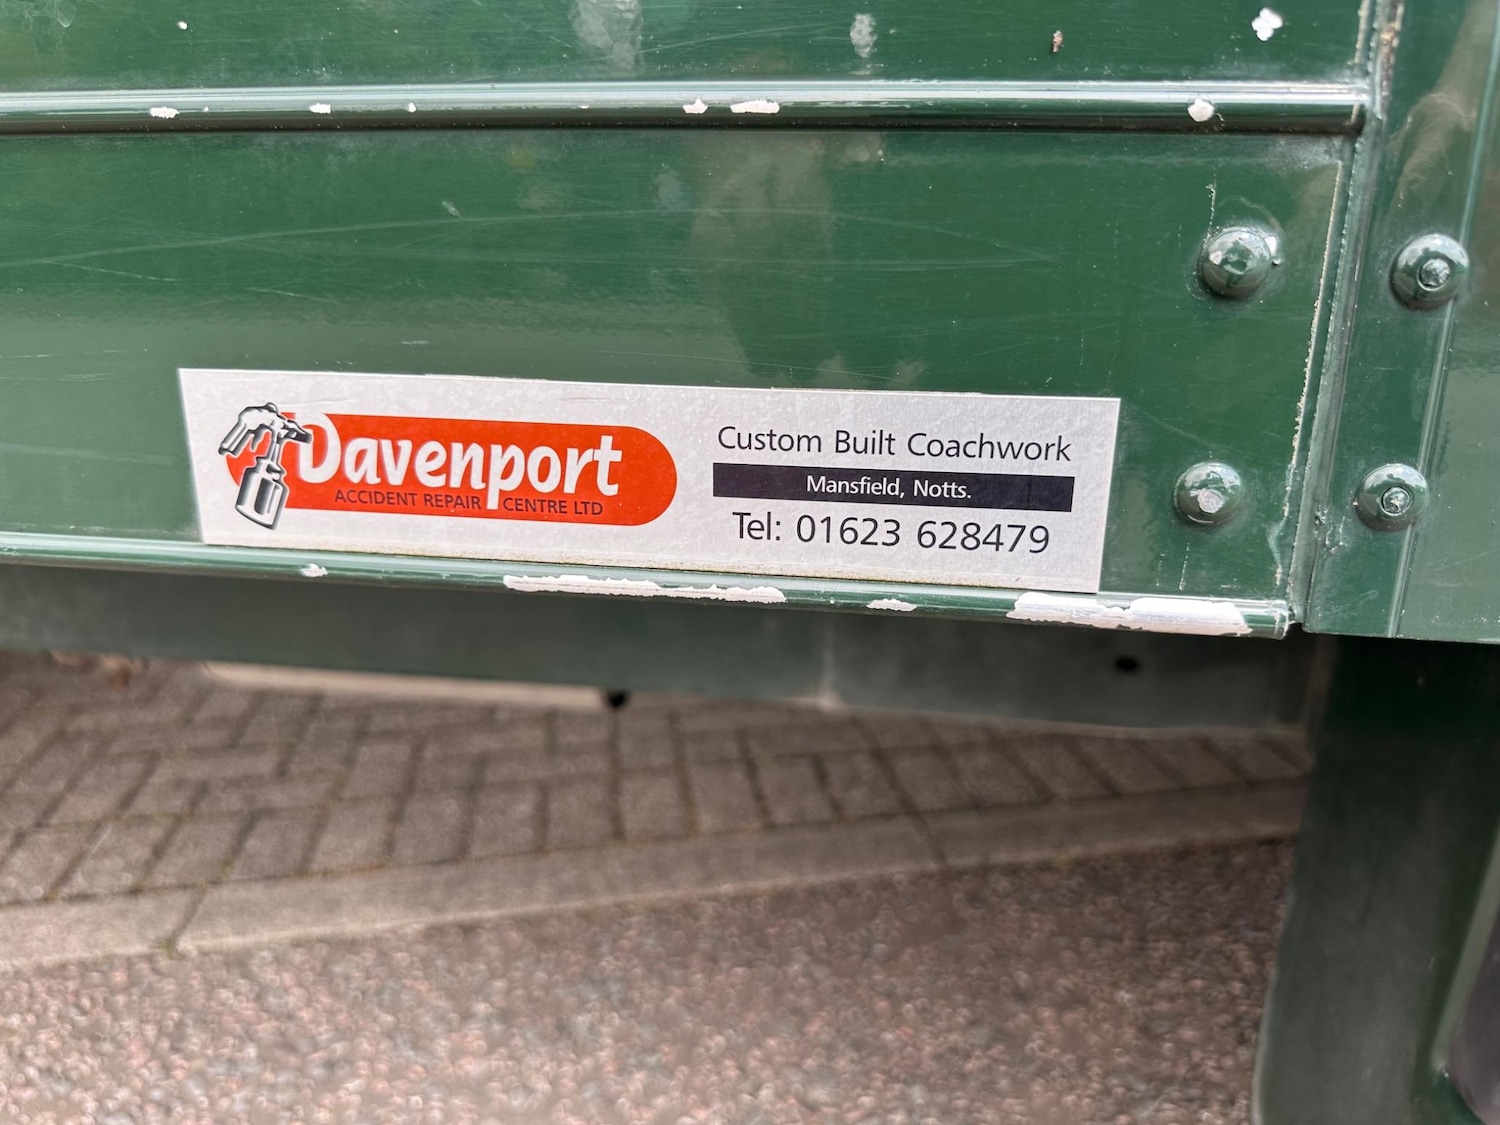 Davenport
ACCIDENT REPAIR CENTRE LTD
Custom Built Coachwork
Mansfield, Notts.
Tel: 01623 628479